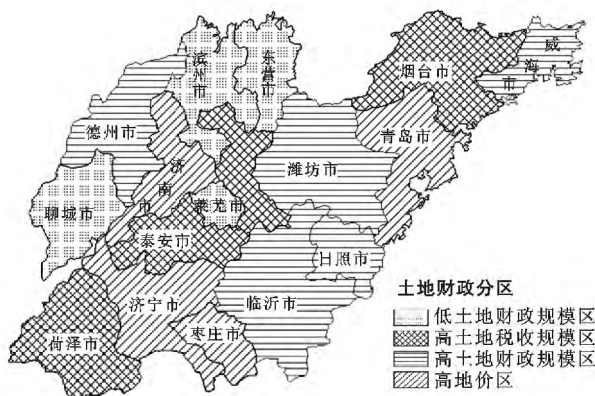 滨州市
东营市
烟台市
威海市
德州市
青岛市
济南市
潍坊市
聊城市
莱芜市
泰安市
日照市
济宁市
临沂市
荷泽市
枣庄市
土地财政分区
低土地财政规模区
高土地税收规模区
高土地财政规模区
高地价区